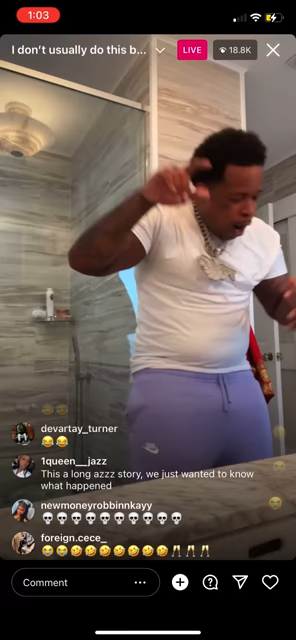 1:03
I don't usually do this b...
LIVE
18.8K
devartay_turner
😂😂
1queen__jazz
This a long azzz story, we just wanted to know
what happened
newmoneyrobbinnkayy
💀💀💀💀💀💀💀💀💀💀💀
foreign.cece_
😭😭🤣🤣🤣🤣🤣🤣🤣🥂🥂🥂
Comment